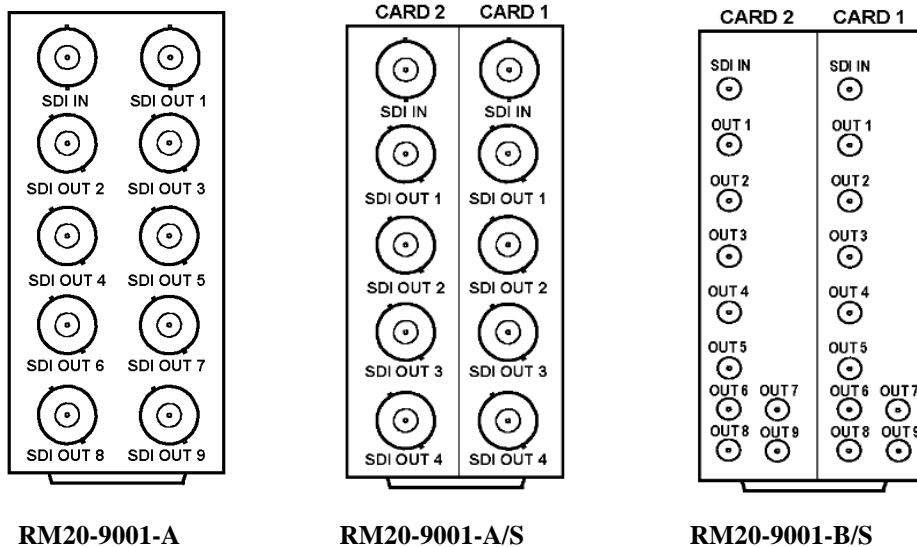 SDI IN SDI OUT 1
SDI OUT 2 SDI OUT 3
SDI OUT 4 SDI OUT 5
SDI OUT 6 SDI OUT 7
SDI OUT 8 SDI OUT 9
RM20-9001-A
CARD 2 CARD 1
SDI IN SDI IN
SDI OUT 1 SDI OUT 1
SDI OUT 2 SDI OUT 2
SDI OUT 3 SDI OUT 3
SDI OUT 4 SDI OUT 4
RM20-9001-A/S
CARD 2 CARD 1
SDI IN SDI IN
OUT 1 OUT 1
OUT 2 OUT 2
OUT 3 OUT 3
OUT 4 OUT 4
OUT 5 OUT 5
OUT 6 OUT 7 OUT 6 OUT 7
OUT 8 OUT 9 OUT 8 OUT 9
RM20-9001-B/S